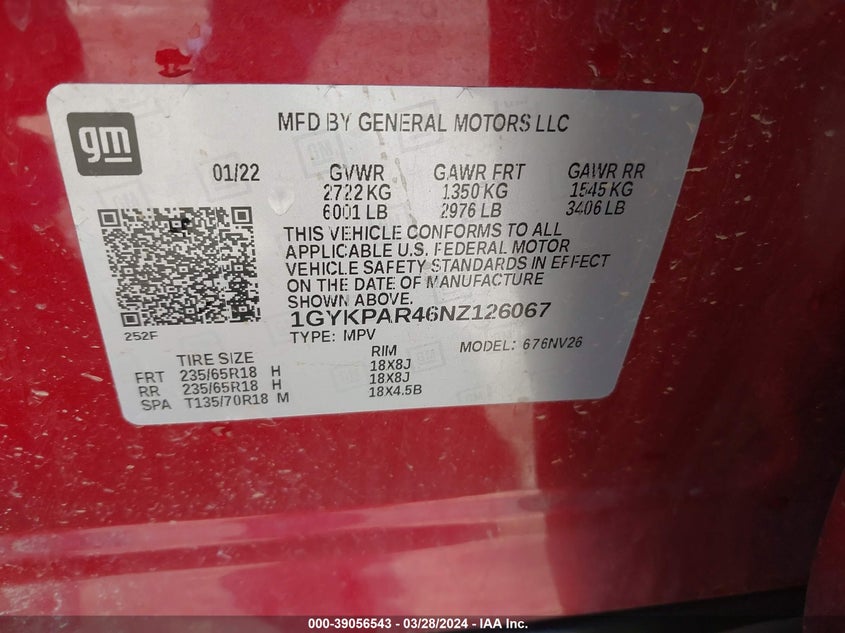 gm
MFD BY GENERAL MOTORS LLC
01/22 GVWR GAWR FRT GAWR RR
2722 KG 1350 KG 1545 KG
6001 LB 2976 LB 3406 LB
THIS VEHICLE CONFORMS TO ALL
APPLICABLE U.S. FEDERAL MOTOR
VEHICLE SAFETY STANDARDS IN EFFECT
ON THE DATE OF MANUFACTURE
SHOWN ABOVE.
1GYKPAR46NZ126067
252F
TYPE: MPV MODEL: 676NV26
TIRE SIZE RIM
FRT 235/65R18 H 18X8J
RR 235/65R18 H 18X8J
SPA T135/70R18 M 18X4.5B
000-39056543 — 03/28/2024 — IAA Inc.